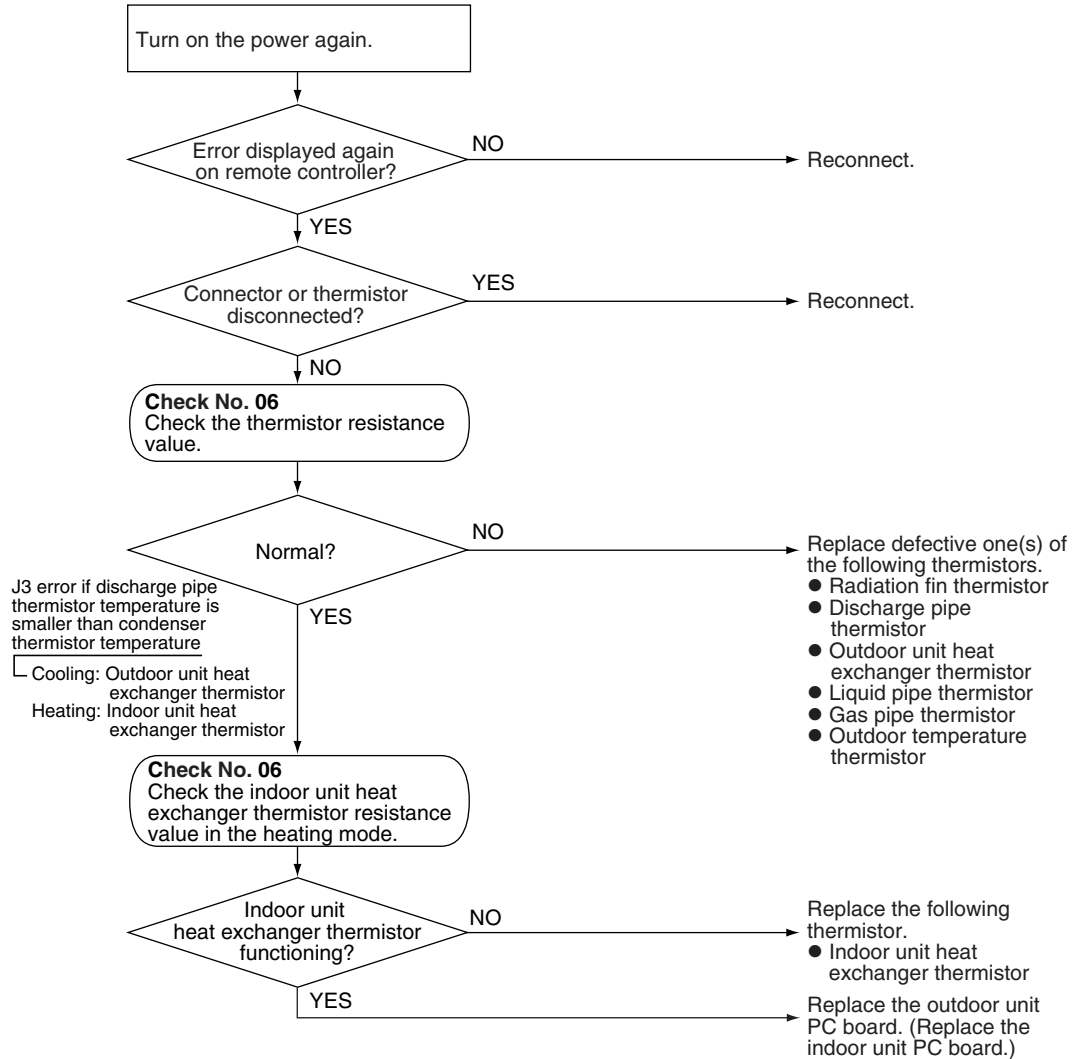 Turn on the power again.
Error displayed again
on remote controller?
NO
Reconnect.
YES
Connector or thermistor
disconnected?
YES
Reconnect.
NO
Check No. 06
Check the thermistor resistance
value.
Normal?
NO
Replace defective one(s) of
the following thermistors.
● Radiation fin thermistor
● Discharge pipe
thermistor
● Outdoor unit heat
exchanger thermistor
● Liquid pipe thermistor
● Gas pipe thermistor
● Outdoor temperature
thermistor
YES
J3 error if discharge pipe
thermistor temperature is
smaller than condenser
thermistor temperature
Cooling: Outdoor unit heat
exchanger thermistor
Heating: Indoor unit heat
exchanger thermistor
Check No. 06
Check the indoor unit heat
exchanger thermistor resistance
value in the heating mode.
Indoor unit
heat exchanger thermistor
functioning?
NO
Replace the following
thermistor.
● Indoor unit heat
exchanger thermistor
YES
Replace the outdoor unit
PC board. (Replace the
indoor unit PC board.)